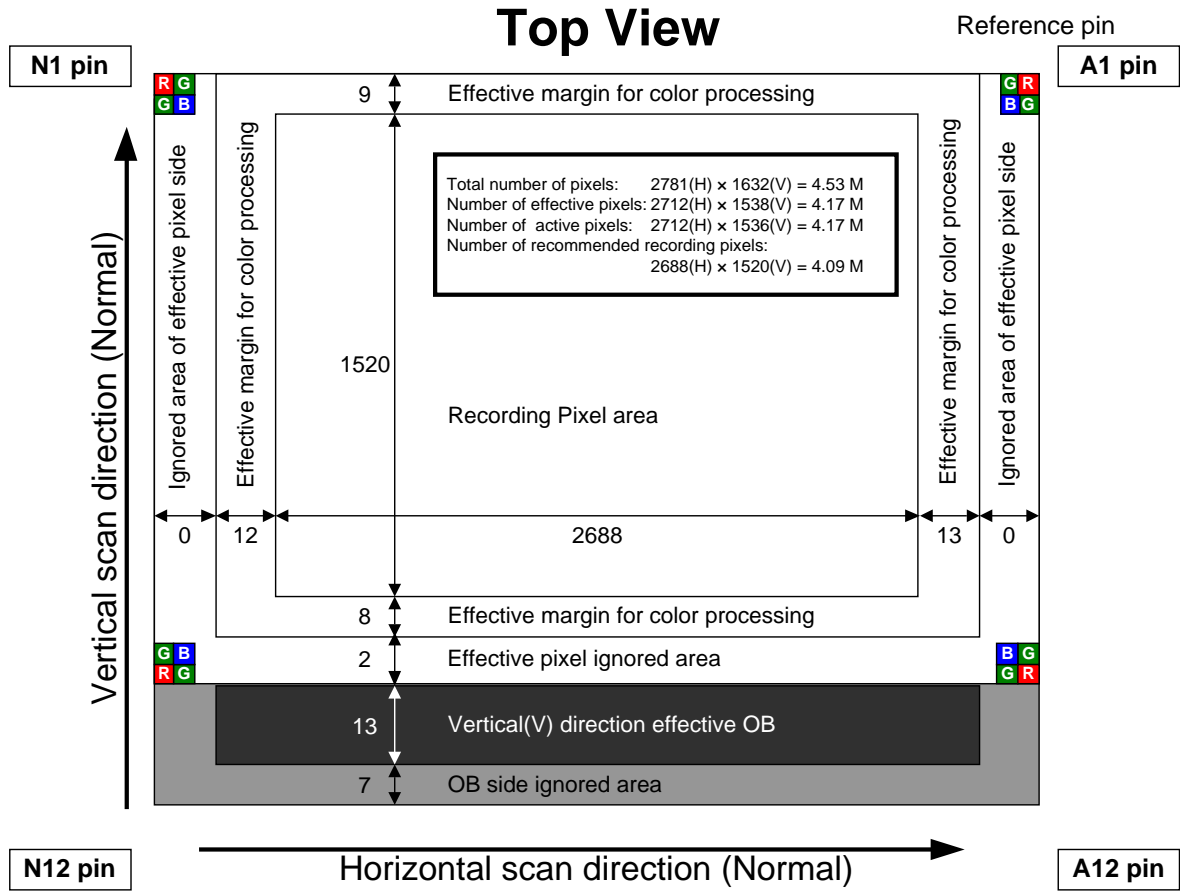 Top View
Reference pin
N1 pin
A1 pin
R G
G B
G R
B G
9
Effective margin for color processing
Total number of pixels: 2781(H) × 1632(V) = 4.53 M
Number of effective pixels: 2712(H) × 1538(V) = 4.17 M
Number of active pixels: 2712(H) × 1536(V) = 4.17 M
Number of recommended recording pixels:
2688(H) × 1520(V) = 4.09 M
Vertical scan direction (Normal)
Ignored area of effective pixel side
Effective margin for color processing
1520
Recording Pixel area
Effective margin for color processing
Ignored area of effective pixel side
0
12
2688
13
0
8
Effective margin for color processing
G B
R G
2
Effective pixel ignored area
B G
G R
13
Vertical(V) direction effective OB
7
OB side ignored area
N12 pin
Horizontal scan direction (Normal)
A12 pin